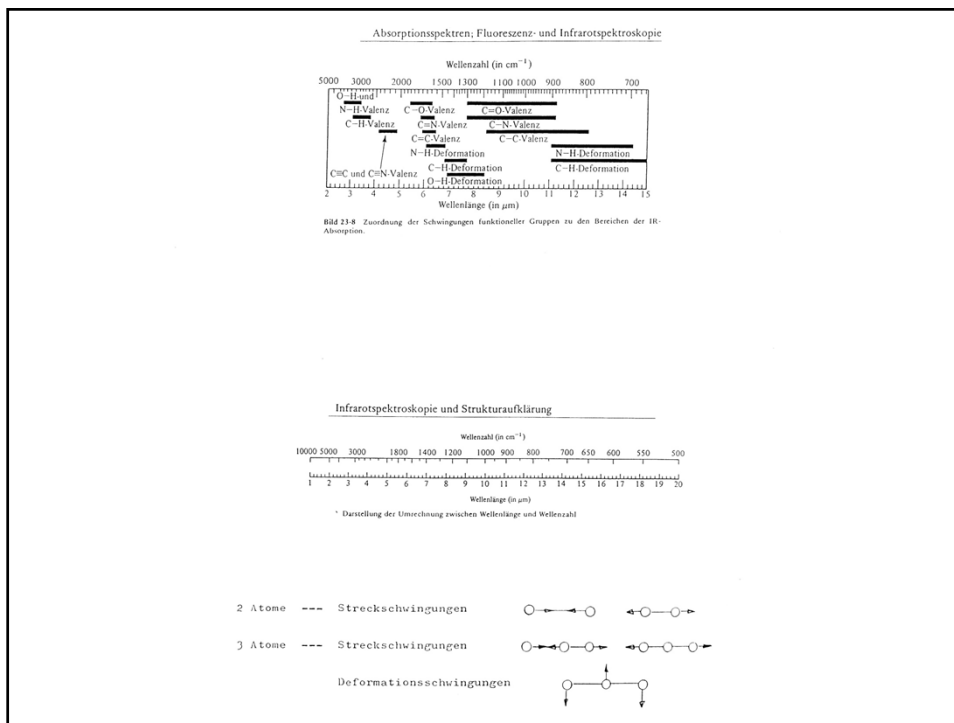 Absorptionsspektren; Fluoreszenz- und Infrarotspektroskopie
Wellenzahl (in cm⁻¹)
5000 3000 2000 1500 1300 1100 1000 900 800 700
O−H-und
N−H-Valenz C−O-Valenz C=O-Valenz
C−H-Valenz C=N-Valenz C−N-Valenz
C=C-Valenz C−C-Valenz
N−H-Deformation N−H-Deformation
C≡C und C≡N-Valenz C−H-Deformation C−H-Deformation
O−H-Deformation
2 3 4 5 6 7 8 9 10 11 12 13 14 15
Wellenlänge (in μm)
Bild 23-8 Zuordnung der Schwingungen funktioneller Gruppen zu den Bereichen der IR-
Absorption.
Infrarotspektroskopie und Strukturaufklärung
Wellenzahl (in cm⁻¹)
10000 5000 3000 1800 1400 1200 1000 900 800 700 650 600 550 500
1 2 3 4 5 6 7 8 9 10 11 12 13 14 15 16 17 18 19 20
Wellenlänge (in μm)
Darstellung der Umrechnung zwischen Wellenlänge und Wellenzahl
2 Atome --- Streckschwingungen
3 Atome --- Streckschwingungen
Deformationsschwingungen